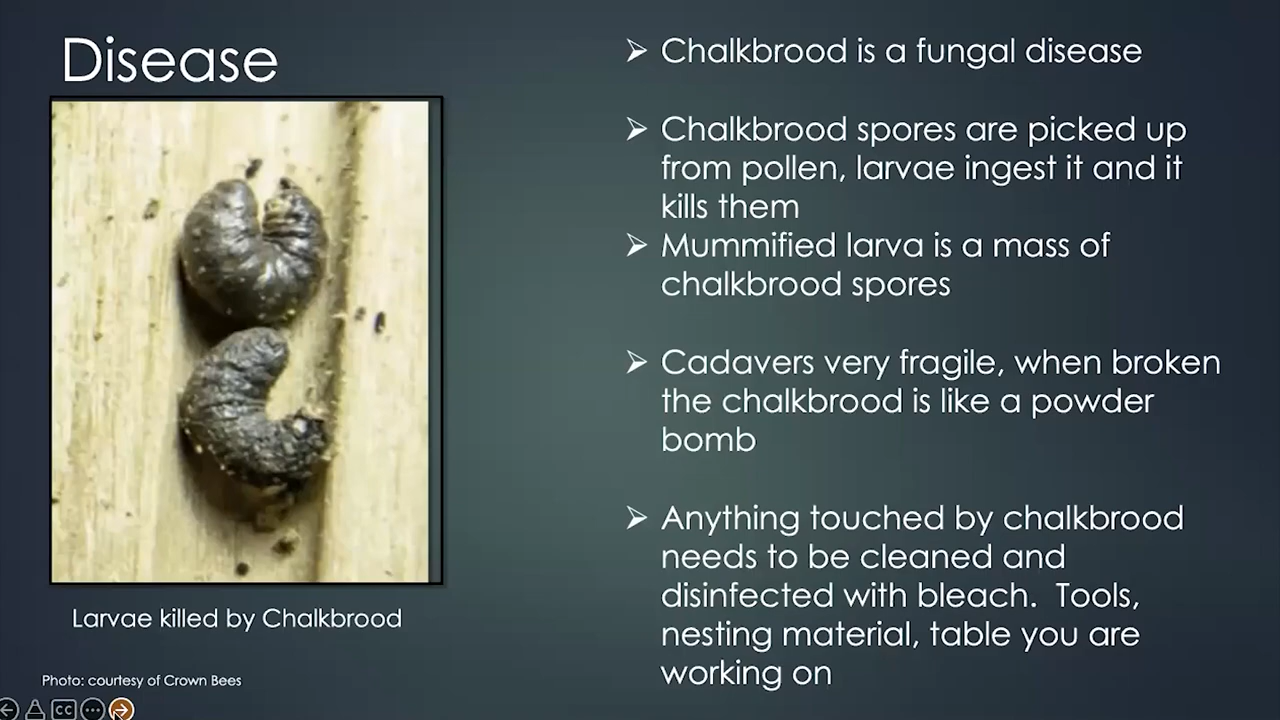 Disease
Larvae killed by Chalkbrood
Photo: courtesy of Crown Bees
CC
Chalkbrood is a fungal disease
Chalkbrood spores are picked up
from pollen, larvae ingest it and it
kills them
Mummified larva is a mass of
chalkbrood spores
Cadavers very fragile, when broken
the chalkbrood is like a powder
bomb
Anything touched by chalkbrood
needs to be cleaned and
disinfected with bleach.  Tools,
nesting material, table you are
working on